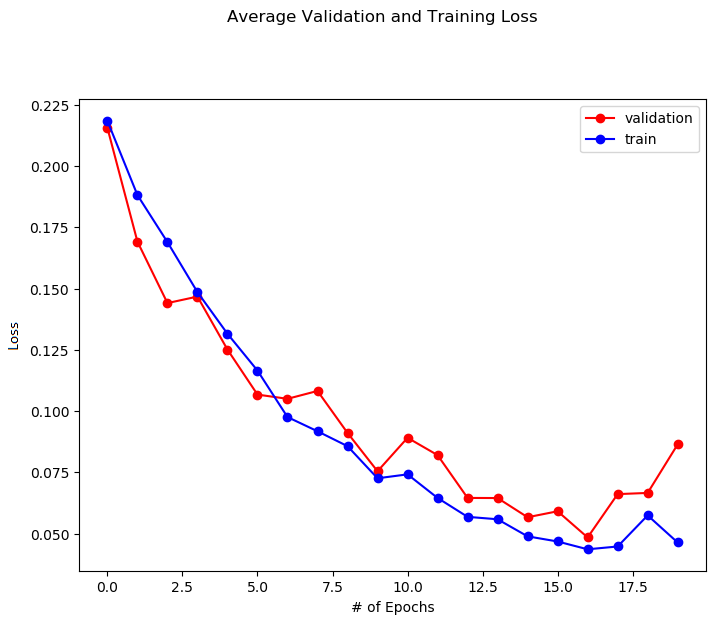 Average Validation and Training Loss
0.225
0.200
0.175
0.150
0.125
0.100
0.075
0.050
Loss
validation
train
0.0 2.5 5.0 7.5 10.0 12.5 15.0 17.5
# of Epochs